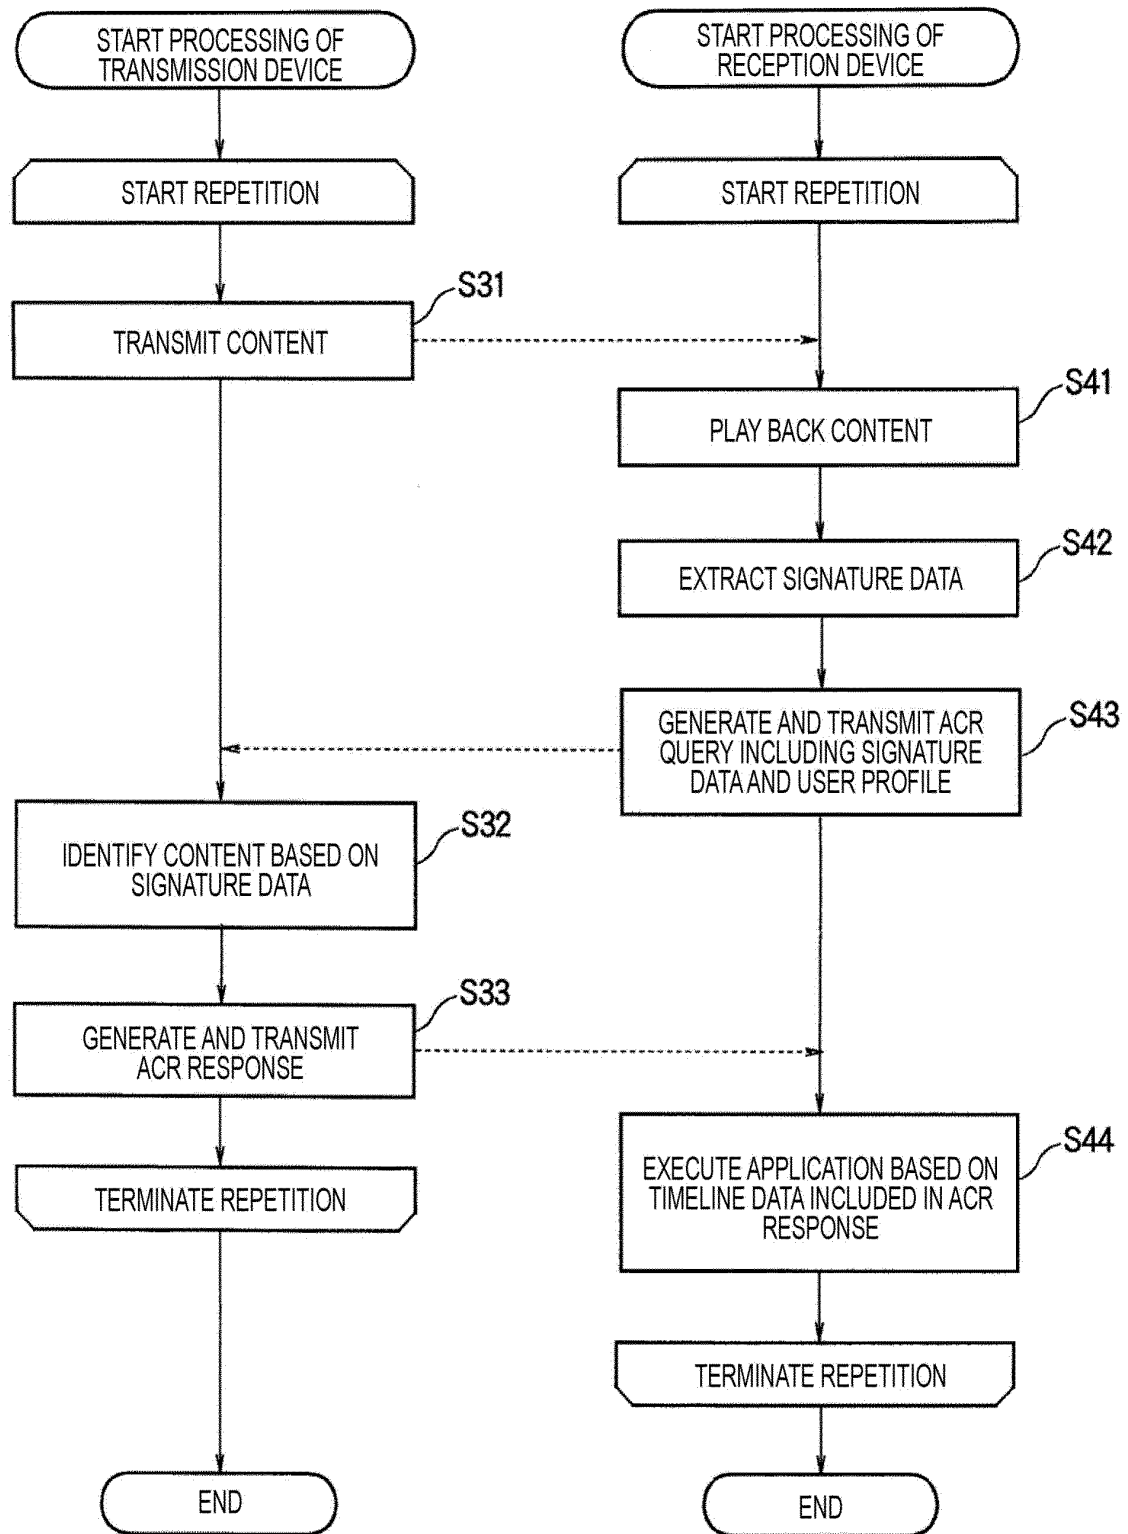 START PROCESSING OF
TRANSMISSION DEVICE
START REPETITION
S31
TRANSMIT CONTENT
S32
IDENTIFY CONTENT BASED ON
SIGNATURE DATA
S33
GENERATE AND TRANSMIT
ACR RESPONSE
TERMINATE REPETITION
END
START PROCESSING OF
RECEPTION DEVICE
START REPETITION
S41
PLAY BACK CONTENT
S42
EXTRACT SIGNATURE DATA
S43
GENERATE AND TRANSMIT ACR
QUERY INCLUDING SIGNATURE
DATA AND USER PROFILE
S44
EXECUTE APPLICATION BASED ON
TIMELINE DATA INCLUDED IN ACR
RESPONSE
TERMINATE REPETITION
END